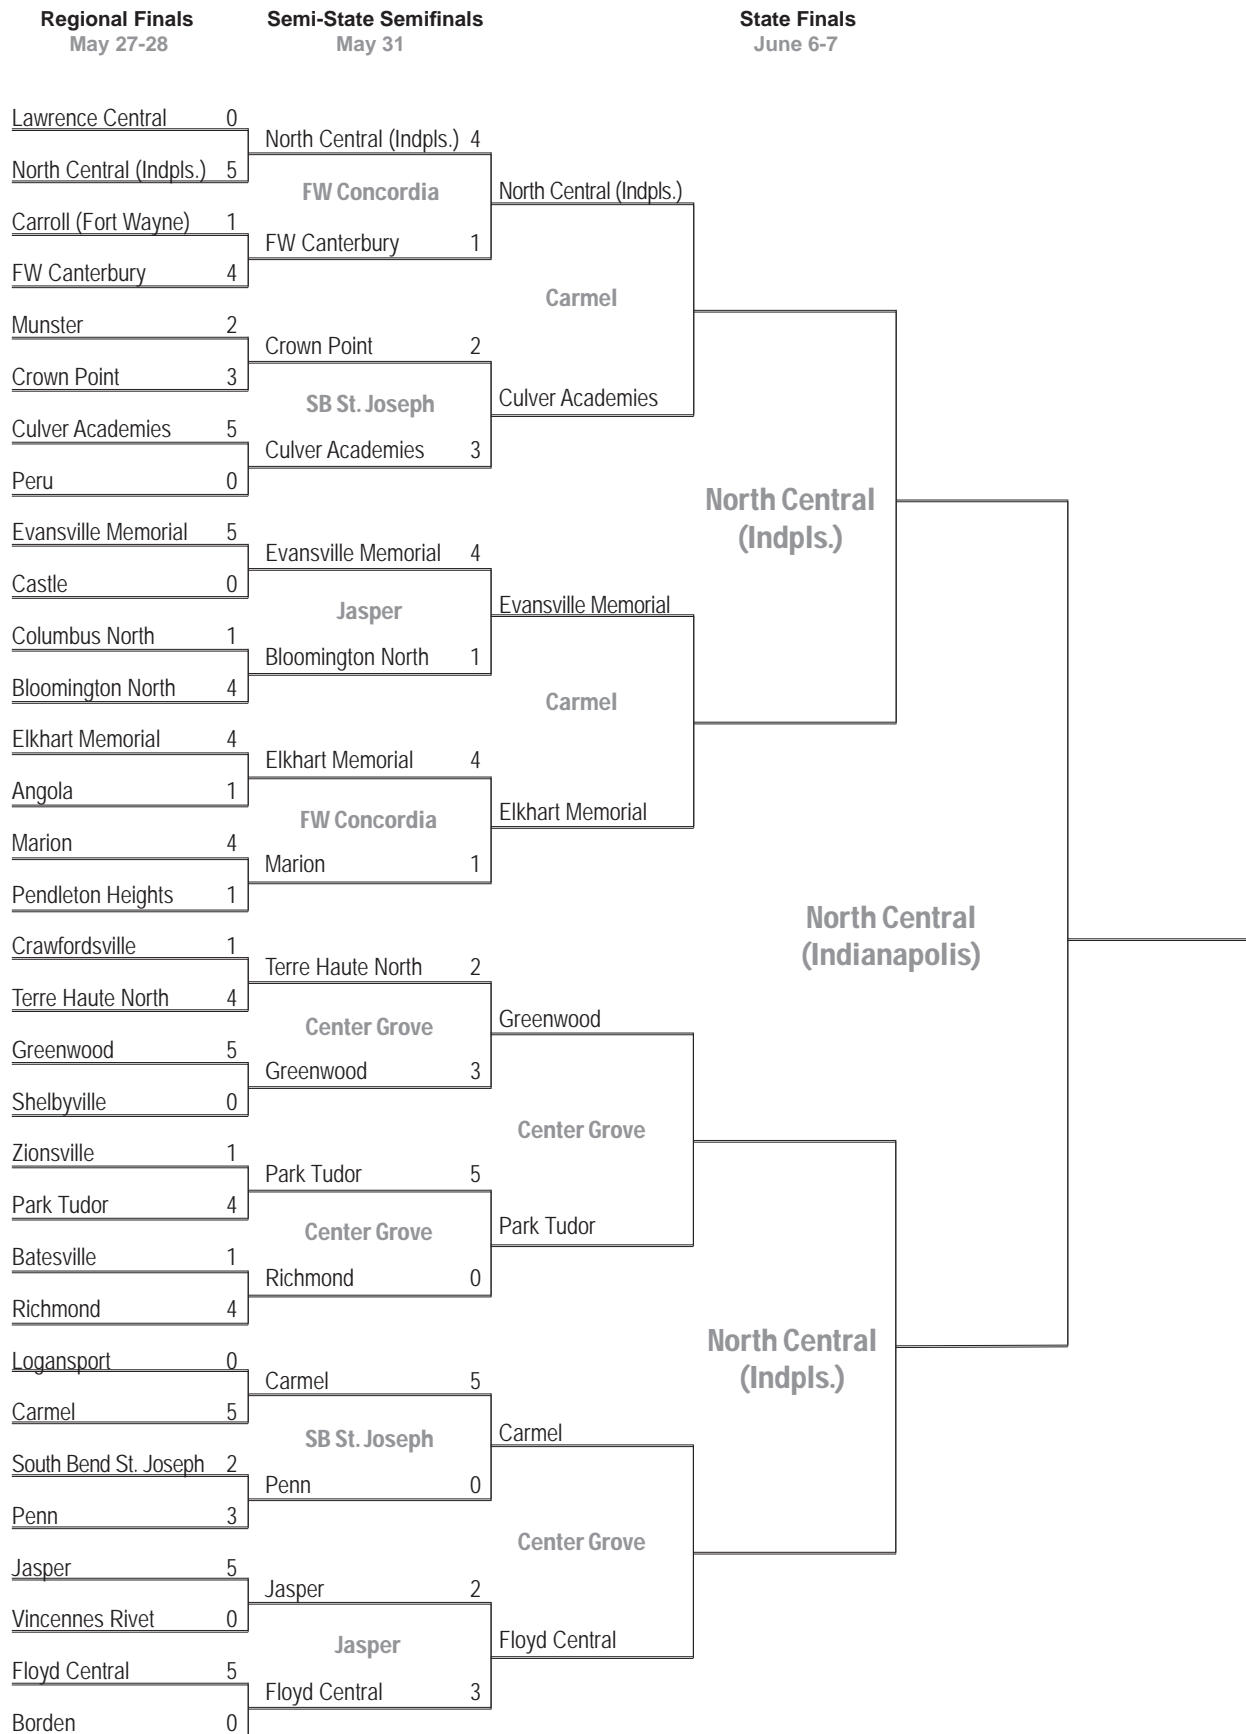 Regional Finals
May 27-28
Semi-State Semifinals
May 31
State Finals
June 6-7
Lawrence Central 0
North Central (Indpls.) 5
Carroll (Fort Wayne) 1
FW Canterbury 4
Munster 2
Crown Point 3
Culver Academies 5
Peru 0
Evansville Memorial 5
Castle 0
Columbus North 1
Bloomington North 4
Elkhart Memorial 4
Angola 1
Marion 4
Pendleton Heights 1
Crawfordsville 1
Terre Haute North 4
Greenwood 5
Shelbyville 0
Zionsville 1
Park Tudor 4
Batesville 1
Richmond 4
Logansport 0
Carmel 5
South Bend St. Joseph 2
Penn 3
Jasper 5
Vincennes Rivet 0
Floyd Central 5
Borden 0
North Central (Indpls.) 4
FW Concordia
FW Canterbury 1
Crown Point 2
SB St. Joseph
Culver Academies 3
Evansville Memorial 4
Jasper
Bloomington North 1
Elkhart Memorial 4
FW Concordia
Marion 1
Terre Haute North 2
Center Grove
Greenwood 3
Park Tudor 5
Center Grove
Richmond 0
Carmel 5
SB St. Joseph
Penn 0
Jasper 2
Jasper
Floyd Central 3
North Central (Indpls.)
Carmel
Culver Academies
Evansville Memorial
Carmel
Elkhart Memorial
Greenwood
Center Grove
Park Tudor
Carmel
Center Grove
Floyd Central
North Central
(Indpls.)
North Central
(Indpls.)
North Central
(Indianapolis)